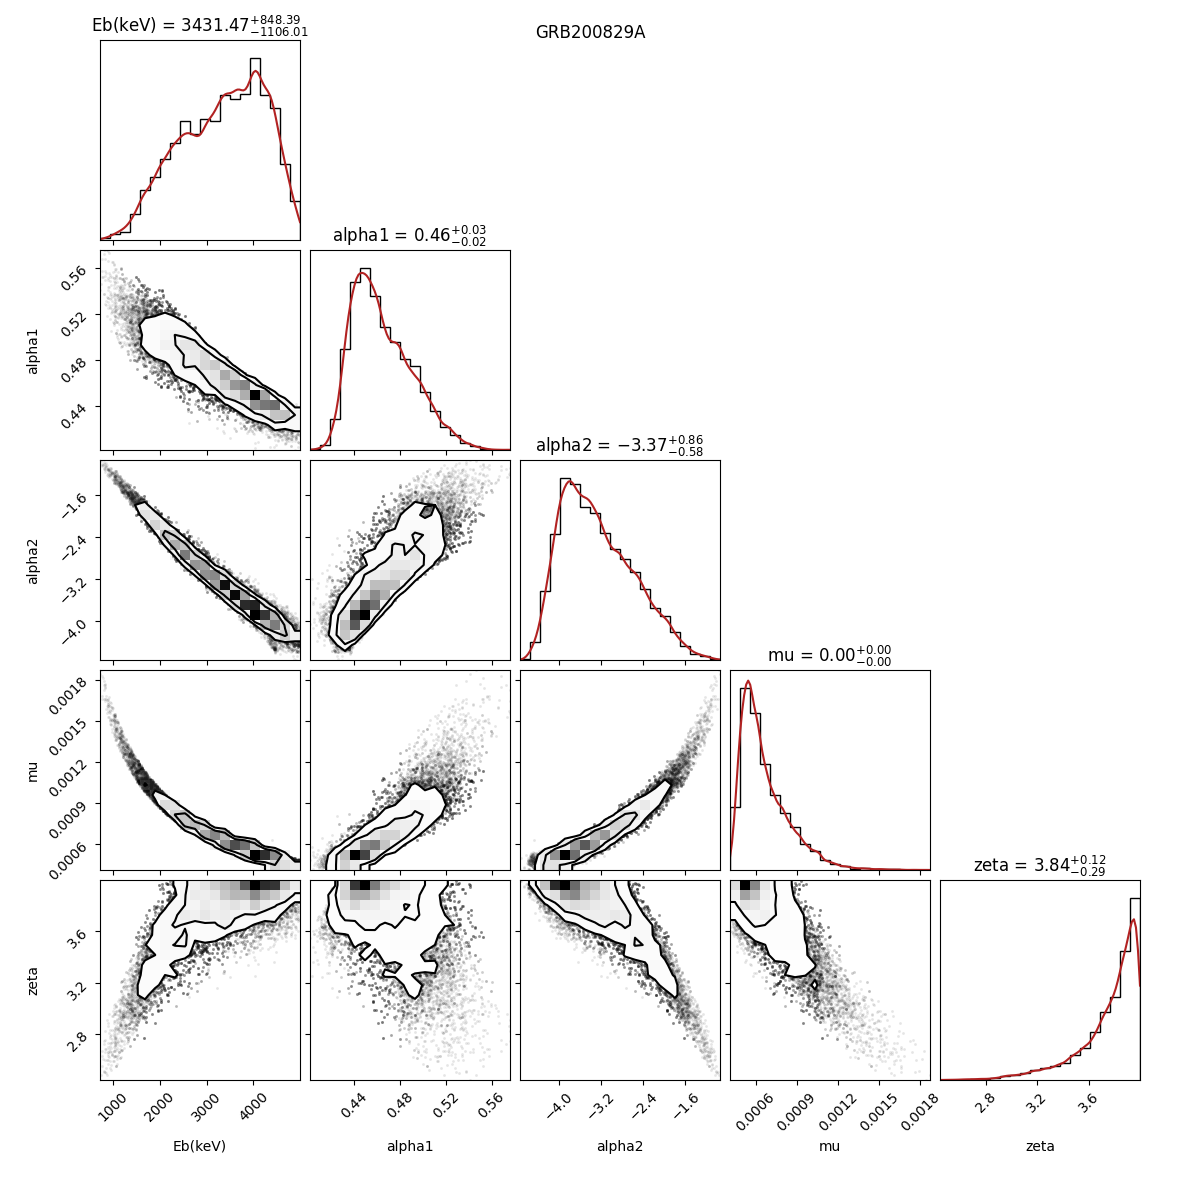 Eb(keV) = 3431.47+848.39−1106.01
GRB200829A
alpha1 = 0.46+0.03−0.02
0.56
0.52
0.48
0.44
alpha1
alpha2 = −3.37+0.86−0.58
−1.6
−2.4
−3.2
−4.0
alpha2
mu = 0.00+0.00−0.00
0.0018
0.0015
0.0012
0.0009
0.0006
mu
zeta = 3.84+0.12−0.29
3.6
3.2
2.8
zeta
1000 2000 3000 4000 0.44 0.48 0.52 0.56 −4.0 −3.2 −2.4 −1.6 0.0006 0.0009 0.0012 0.0015 0.0018 2.8 3.2 3.6
Eb(keV) alpha1 alpha2 mu zeta